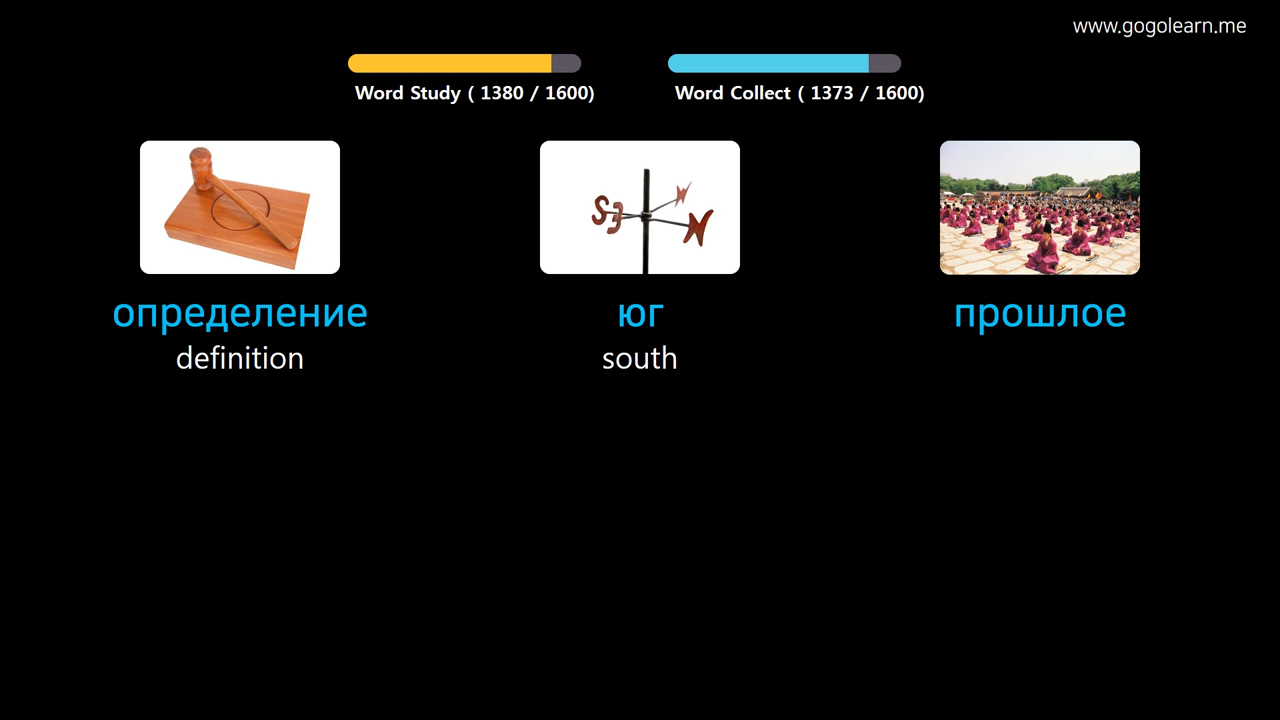 www.gogolearn.me
Word Study ( 1380 / 1600)
Word Collect ( 1373 / 1600)
определение
юг
прошлое
definition
south